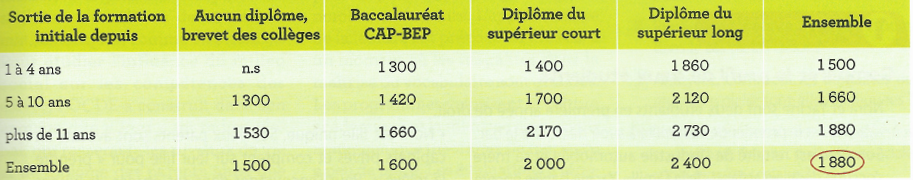 Sortie de la formation initiale depuis | Aucun diplôme, brevet des collèges | Baccalauréat CAP-BEP | Diplôme du supérieur court | Diplôme du supérieur long | Ensemble
1 à 4 ans | n.s | 1 300 | 1 400 | 1 860 | 1 500
5 à 10 ans | 1 300 | 1 420 | 1 700 | 2 120 | 1 660
plus de 11 ans | 1 530 | 1 660 | 2 170 | 2 730 | 1 880
Ensemble | 1 500 | 1 600 | 2 000 | 2 400 | 1 880